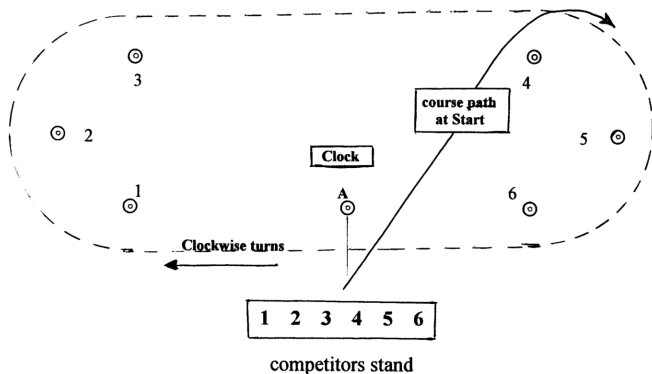 3
4
course path
at Start
2
Clock
5
1
A
6
Clockwise turns
1 2 3 4 5 6
competitors stand